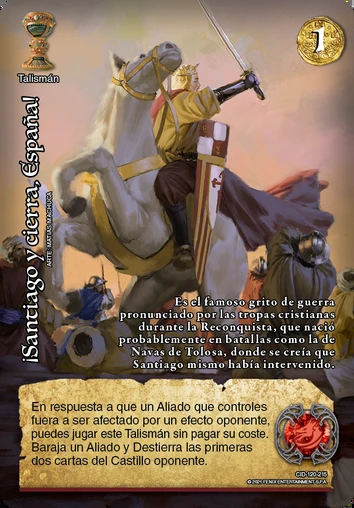 1
Talismán
¡Santiago y cierra, España!
ARTE: MATÍAS MACHUCA
Es el famoso grito de guerra
pronunciado por las tropas cristianas
durante la Reconquista, que nació
probablemente en batallas como la de
Navas de Tolosa, donde se creía que
Santiago mismo había intervenido.
En respuesta a que un Aliado que controles
fuera a ser afectado por un efecto oponente,
puedes jugar este Talismán sin pagar su coste.
Baraja un Aliado y Destierra las primeras
dos cartas del Castillo oponente.
CID-120-215
© 2021 FENIX ENTERTAINMENT S.P.A.